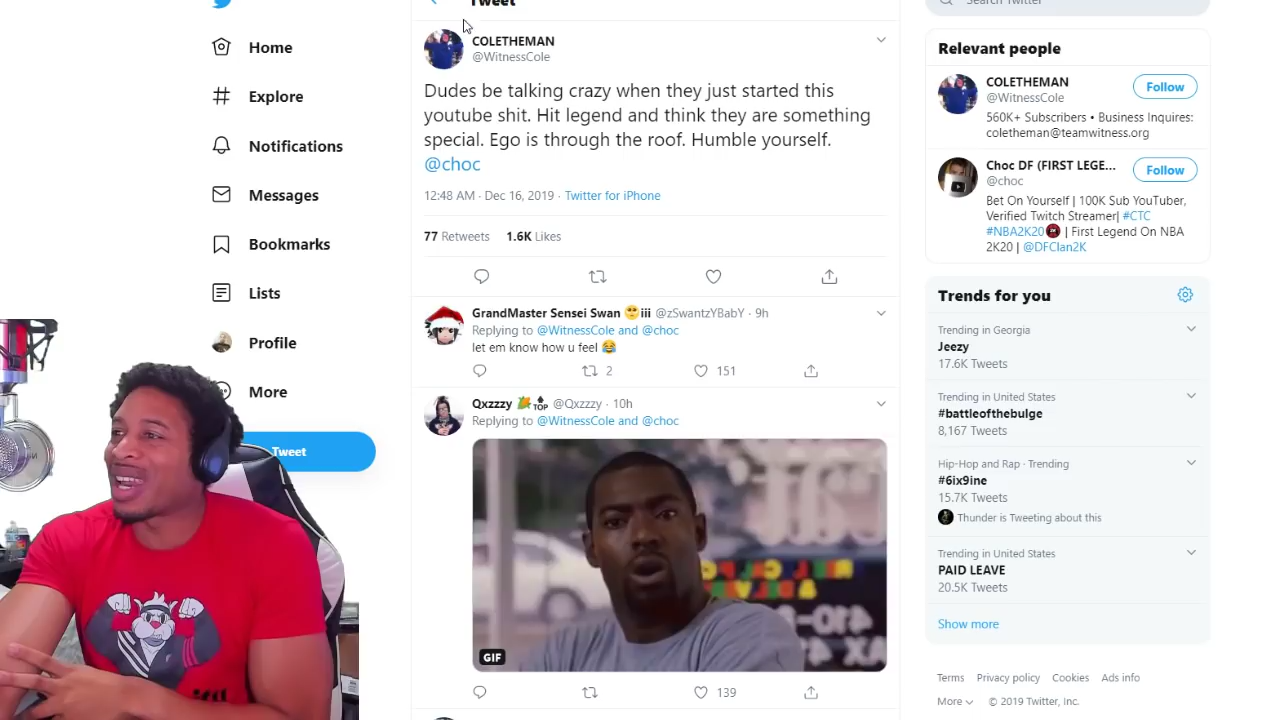 Tweet
Search Twitter
Home
Explore
Notifications
Messages
Bookmarks
Lists
Profile
More
Tweet
COLETHEMAN
@WitnessCole
Dudes be talking crazy when they just started this
youtube shit. Hit legend and think they are something
special. Ego is through the roof. Humble yourself.
@choc
12:48 AM · Dec 16, 2019 · Twitter for iPhone
77 Retweets 1.6K Likes
GrandMaster Sensei Swan 🥺iii @zSwantzYBabY · 9h
Replying to @WitnessCole and @choc
let em know how u feel 😂
2 151
Qxzzzy 🌽🔝 @Qxzzzy · 10h
Replying to @WitnessCole and @choc
GIF
139
Relevant people
COLETHEMAN
@WitnessCole
Follow
560K+ Subscribers • Business Inquires:
coletheman@teamwitness.org
Choc DF (FIRST LEGE...
@choc
Follow
Bet On Yourself | 100K Sub YouTuber,
Verified Twitch Streamer| #CTC
#NBA2K20 | First Legend On NBA
2K20 | @DFClan2K
Trends for you
Trending in Georgia
Jeezy
17.6K Tweets
Trending in United States
#battleofthebulge
8,167 Tweets
Hip-Hop and Rap · Trending
#6ix9ine
15.7K Tweets
Thunder is Tweeting about this
Trending in United States
PAID LEAVE
20.5K Tweets
Show more
Terms Privacy policy Cookies Ads info
More © 2019 Twitter, Inc.